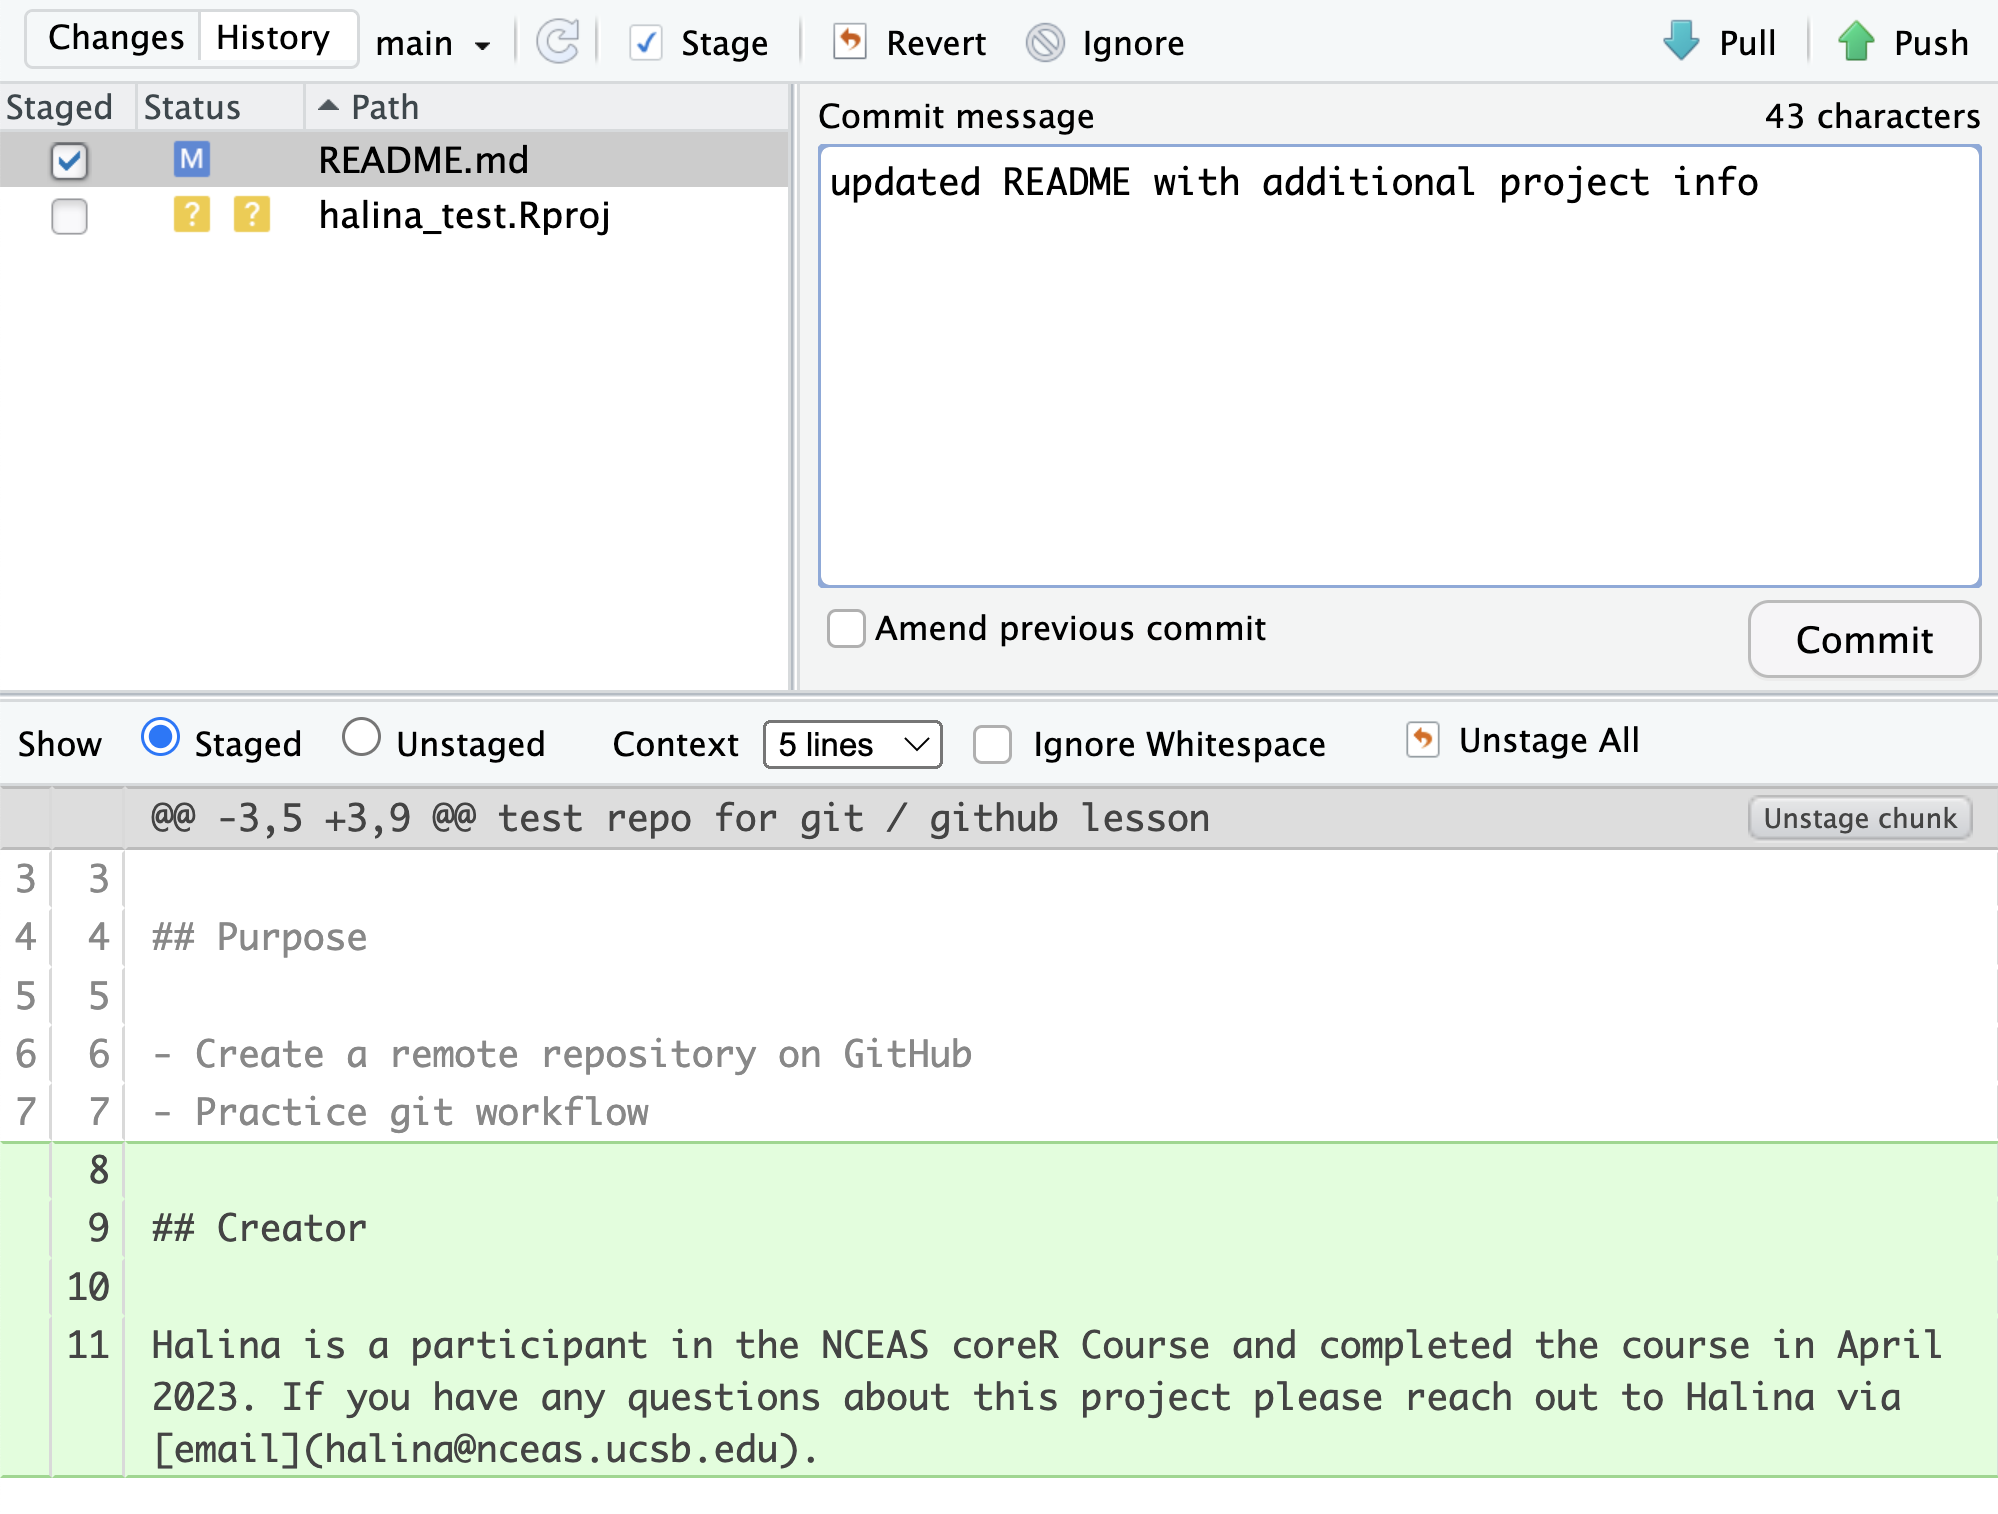 Changes History main Stage Revert Ignore Pull Push
Staged Status Path
M README.md
? ? halina_test.Rproj
Commit message 43 characters
updated README with additional project info
Amend previous commit Commit
Show Staged Unstaged Context 5 lines Ignore Whitespace Unstage All
@@ -3,5 +3,9 @@ test repo for git / github lesson Unstage chunk
3 3
4 4 ## Purpose
5 5
6 6 - Create a remote repository on GitHub
7 7 - Practice git workflow
8
9 ## Creator
10
11 Halina is a participant in the NCEAS coreR Course and completed the course in April
2023. If you have any questions about this project please reach out to Halina via
[email](halina@nceas.ucsb.edu).